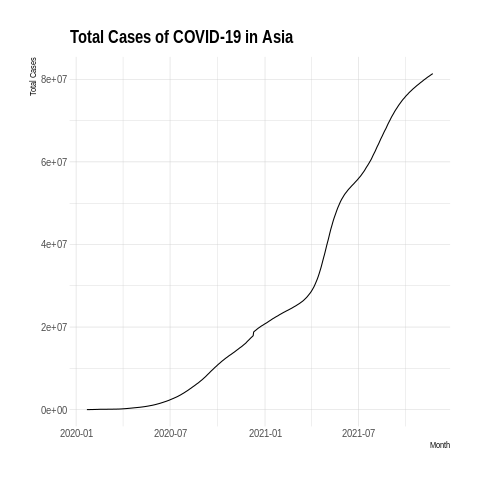 Total Cases of COVID-19 in Asia
Total Cases
8e+07
6e+07
4e+07
2e+07
0e+00
2020-01 2020-07 2021-01 2021-07
Month